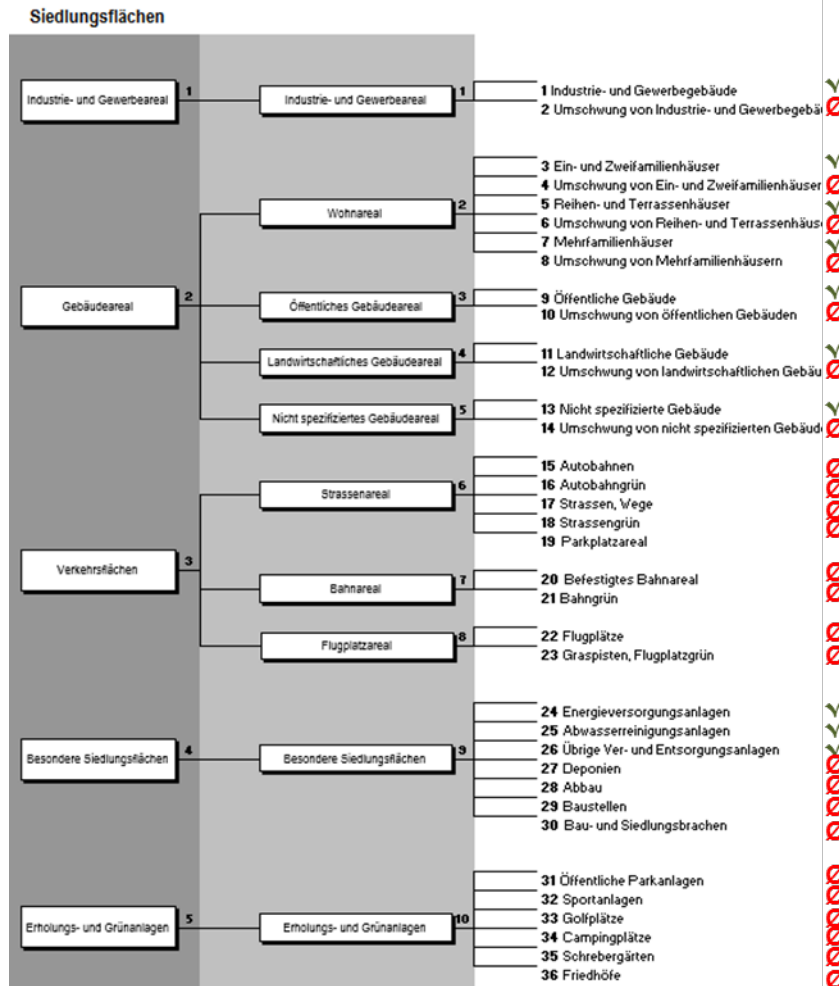 Siedlungsflächen
Industrie- und Gewerbeareal 1
Industrie- und Gewerbeareal 1
1 Industrie- und Gewerbegebäude √
2 Umschwung von Industrie- und Gewerbegebäu Ø
Gebäudeareal 2
Wohnareal 2
3 Ein- und Zweifamilienhäuser √
4 Umschwung von Ein- und Zweifamilienhäuser Ø
5 Reihen- und Terrassenhäuser √
6 Umschwung von Reihen- und Terrassenhäus Ø
7 Mehrfamilienhäuser √
8 Umschwung von Mehrfamilienhäusern Ø
Öffentliches Gebäudeareal 3
9 Öffentliche Gebäude √
10 Umschwung von öffentlichen Gebäuden Ø
Landwirtschaftliches Gebäudeareal 4
11 Landwirtschaftliche Gebäude √
12 Umschwung von landwirtschaftlichen Gebäu Ø
Nicht spezifiziertes Gebäudeareal 5
13 Nicht spezifizierte Gebäude √
14 Umschwung von nicht spezifizierten Gebäud Ø
Verkehrsflächen 3
Strassenareal 6
15 Autobahnen Ø
16 Autobahngrün Ø
17 Strassen, Wege Ø
18 Strassengrün Ø
19 Parkplatzareal
Bahnareal 7
20 Befestigtes Bahnareal Ø
21 Bahngrün Ø
Flugplatzareal 8
22 Flugplätze Ø
23 Graspisten, Flugplatzgrün Ø
Besondere Siedlungsflächen 4
Besondere Siedlungsflächen 9
24 Energieversorgungsanlagen √
25 Abwasserreinigungsanlagen √
26 Übrige Ver- und Entsorgungsanlagen √
27 Deponien Ø
28 Abbau Ø
29 Baustellen Ø
30 Bau- und Siedlungsbrachen Ø
Erholungs- und Grünanlagen 5
Erholungs- und Grünanlagen 10
31 Öffentliche Parkanlagen Ø
32 Sportanlagen Ø
33 Golfplätze Ø
34 Campingplätze Ø
35 Schrebergärten Ø
36 Friedhöfe Ø